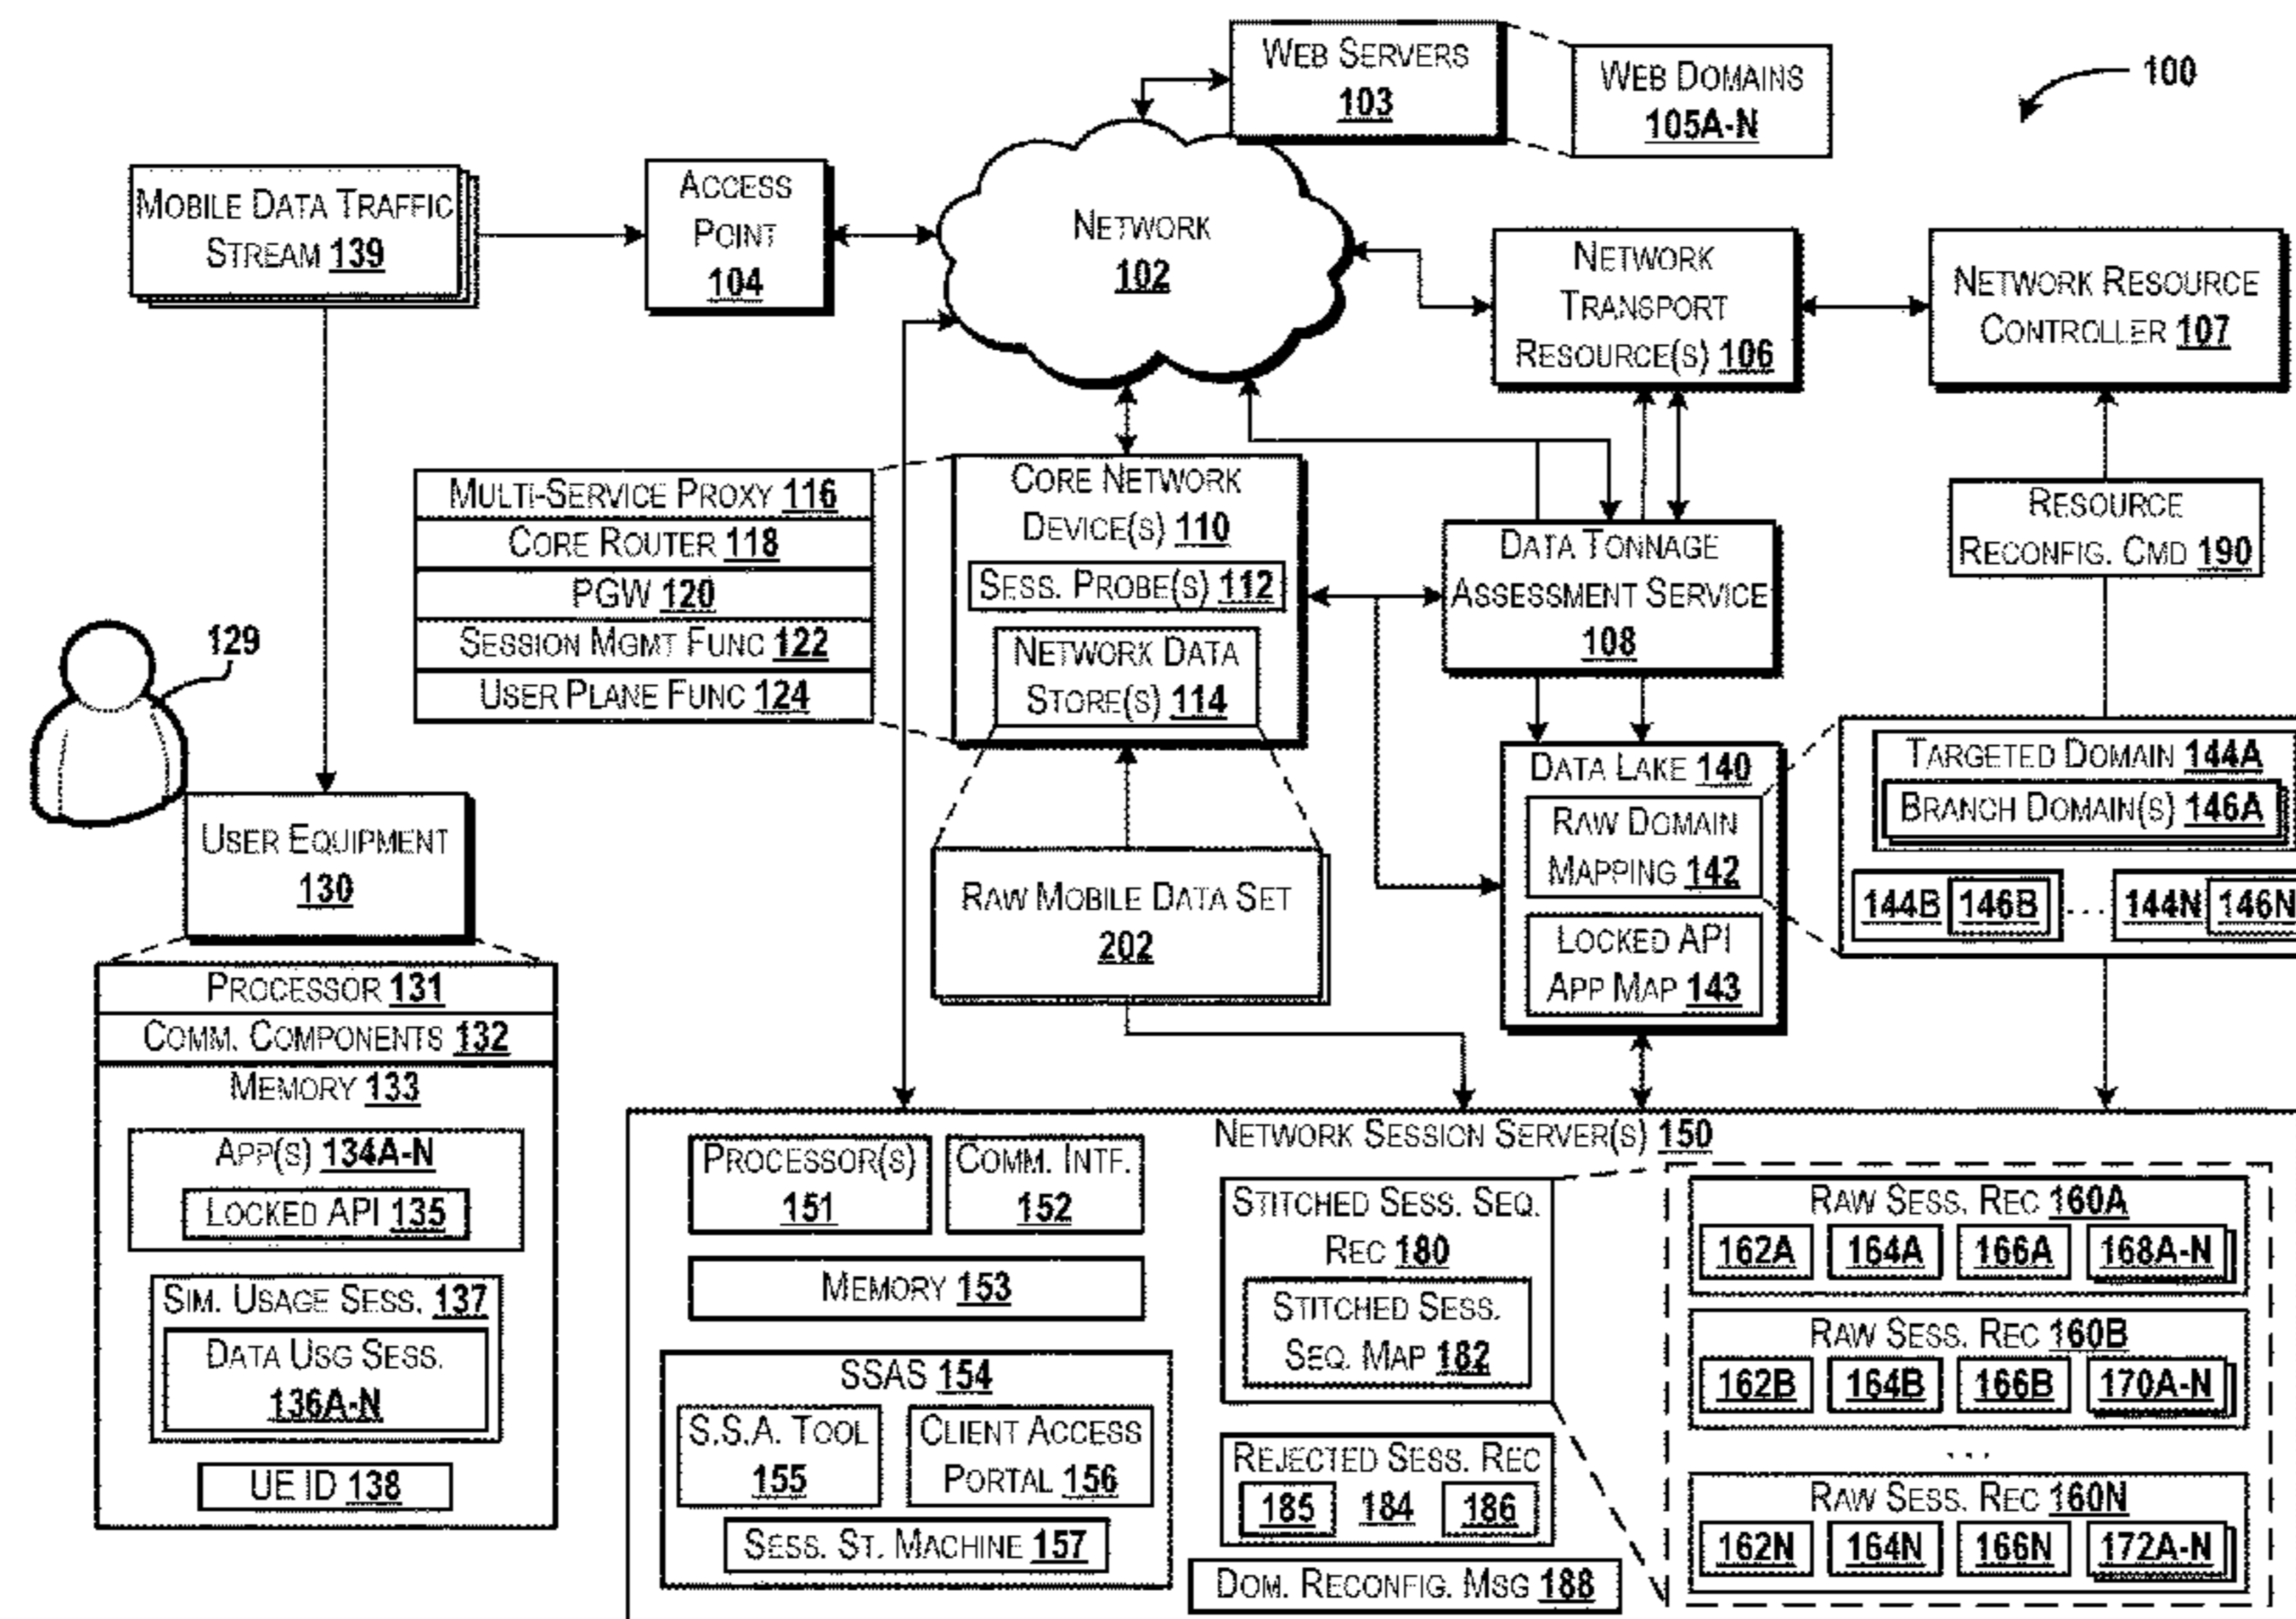 WEB SERVERS
103
WEB DOMAINS
105A-N
100
MOBILE DATA TRAFFIC
STREAM 139
ACCESS
POINT
104
NETWORK
102
NETWORK
TRANSPORT
RESOURCE(S) 106
NETWORK RESOURCE
CONTROLLER 107
MULTI-SERVICE PROXY 116
CORE ROUTER 118
PGW 120
SESSION MGMT FUNC 122
USER PLANE FUNC 124
CORE NETWORK
DEVICE(S) 110
SESS. PROBE(S) 112
NETWORK DATA
STORE(S) 114
DATA TONNAGE
ASSESSMENT SERVICE
108
RESOURCE
RECONFIG. CMD 190
129
USER EQUIPMENT
130
RAW MOBILE DATA SET
202
DATA LAKE 140
RAW DOMAIN
MAPPING 142
LOCKED API
APP MAP 143
TARGETED DOMAIN 144A
BRANCH DOMAIN(S) 146A
144B 146B ... 144N 146N
PROCESSOR 131
COMM. COMPONENTS 132
MEMORY 133
APP(S) 134A-N
LOCKED API 135
SIM. USAGE SESS. 137
DATA USG SESS.
136A-N
UE ID 138
NETWORK SESSION SERVER(S) 150
PROCESSOR(S)
151
COMM. INTF.
152
MEMORY 153
SSAS 154
S.S.A. TOOL
155
CLIENT ACCESS
PORTAL 156
SESS. ST. MACHINE 157
STITCHED SESS. SEQ.
REC 180
STITCHED SESS.
SEQ. MAP 182
REJECTED SESS. REC
185 184 186
DOM. RECONFIG. MSG 188
RAW SESS. REC 160A
162A 164A 166A 168A-N
RAW SESS. REC 160B
162B 164B 166B 170A-N
...
RAW SESS. REC 160N
162N 164N 166N 172A-N